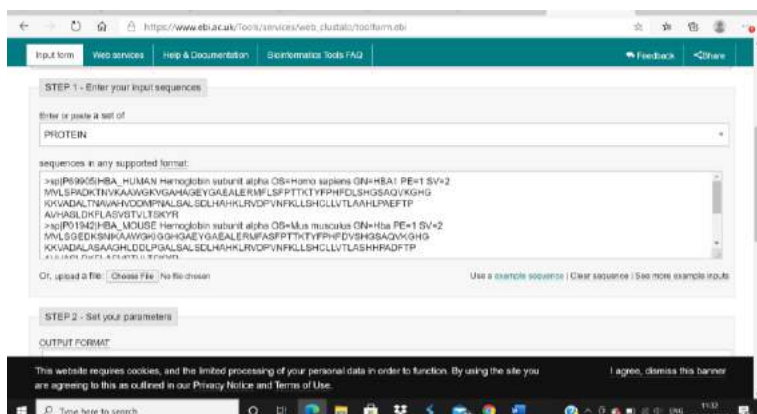 https://www.ebi.ac.uk/Tools/services/web_clustalo/toolform.ebi
Input form Web services Help & Documentation Bioinformatics Tools FAQ Feedback Share
STEP 1 - Enter your input sequences
Enter or paste a set of
PROTEIN
sequences in any supported format:
>sp|P69905|HBA_HUMAN Hemoglobin subunit alpha OS=Homo sapiens GN=HBA1 PE=1 SV=2
MVLSPADKTNVKAAWGKVGAHAGEYGAEALERMFLSFPTTKTYFPHFDLSHGSAQVKGHG
KKVADALTNAVAHVDDMPNALSALSDLHAHKLRVDPVNFKLLSHCLLVTLAAHLPAEFTP
AVHASLDKFLASVSTVLTSKYR
>sp|P01942|HBA_MOUSE Hemoglobin subunit alpha OS=Mus musculus GN=Hba PE=1 SV=2
MVLSGEDKSNIKAAWGKIGGHGAEYGAEALERMFASFPTTKTYFPHFDVSHGSAQVKGHG
KKVADALASAAGHLDDLPGALSALSDLHAHKLRVDPVNFKLLSHCLLVTLASHHPADFTP
Or, upload a file: Choose File No file chosen Use a example sequence | Clear sequence | See more example inputs
STEP 2 - Set your parameters
OUTPUT FORMAT
This website requires cookies, and the limited processing of your personal data in order to function. By using the site you
are agreeing to this as outlined in our Privacy Notice and Terms of Use.
I agree, dismiss this banner
Type here to search
ENG
11:32